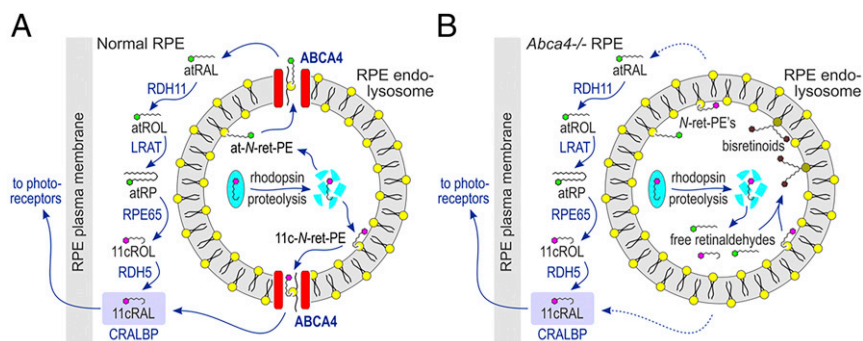 A
Normal RPE
ABCA4
RPE endo-
lysosome
atRAL
RDH11
atROL
LRAT
atRP
RPE65
11cROL
RDH5
11cRAL
CRALBP
to photo-
receptors
RPE plasma membrane
at-N-ret-PE
rhodopsin
proteolysis
11c-N-ret-PE
ABCA4
B
Abca4-/- RPE
RPE endo-
lysosome
atRAL
RDH11
atROL
LRAT
atRP
RPE65
11cROL
RDH5
11cRAL
CRALBP
to photo-
receptors
RPE plasma membrane
N-ret-PE's
bisretinoids
rhodopsin
proteolysis
free retinaldehydes